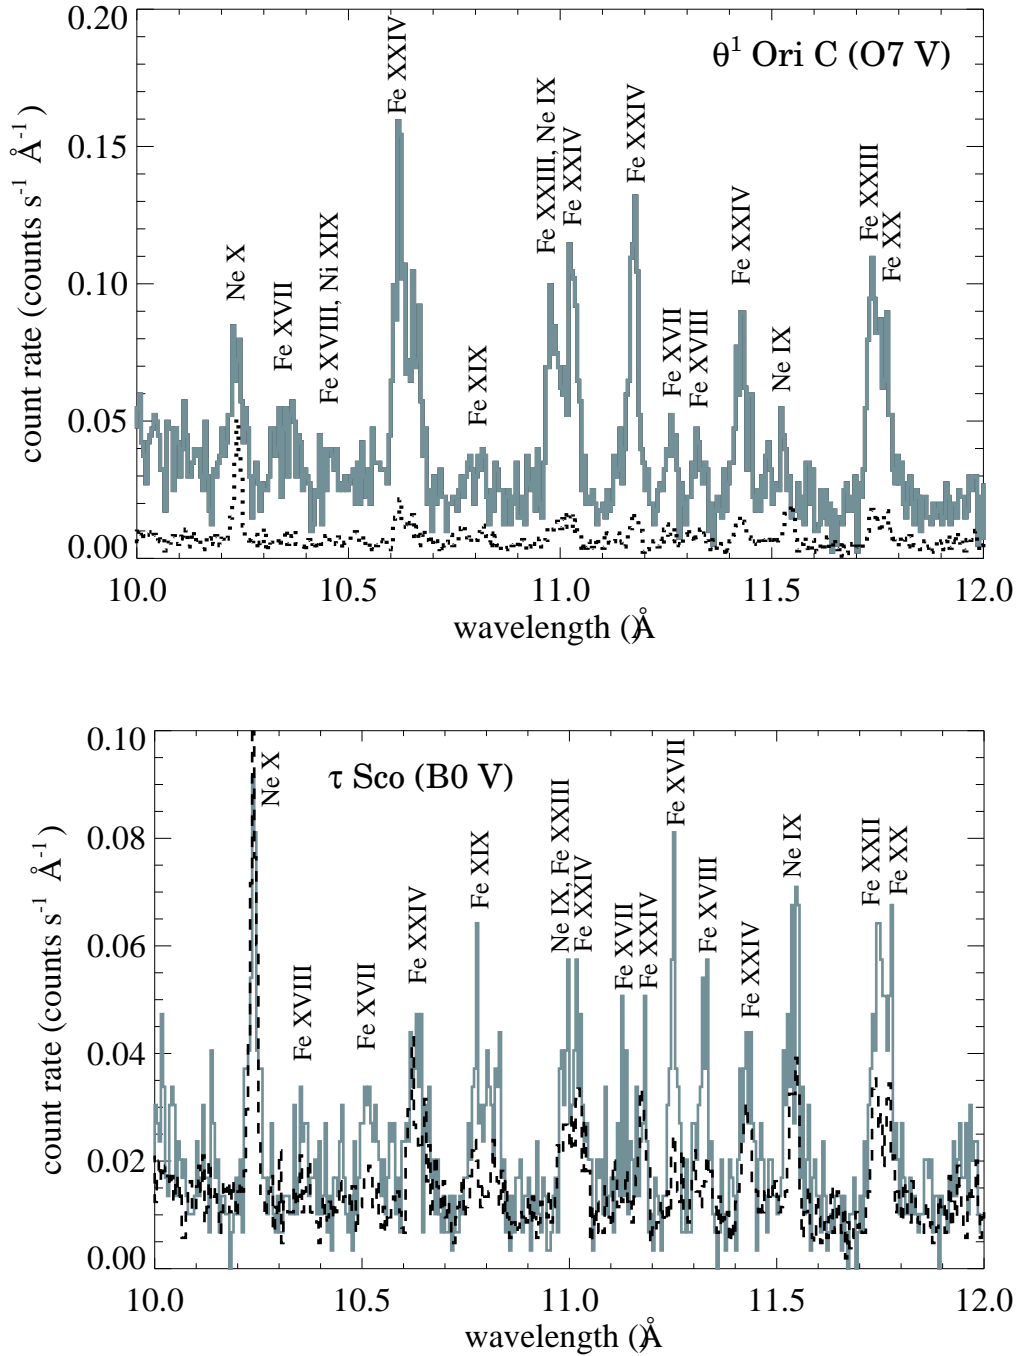 θ¹ Ori C (O7 V)
count rate (counts s⁻¹ Å⁻¹)
0.20
0.15
0.10
0.05
0.00
Ne X
Fe XVII
Fe XVIII, Ni XIX
Fe XXIV
Fe XIX
Fe XXIII, Ne IX
Fe XXIV
Fe XXIV
Fe XVII
Fe XVIII
Fe XXIV
Ne IX
Fe XXIII
Fe XX
10.0 10.5 11.0 11.5 12.0
wavelength (Å)
τ Sco (B0 V)
count rate (counts s⁻¹ Å⁻¹)
0.10
0.08
0.06
0.04
0.02
0.00
Ne X
Fe XVIII
Fe XVII
Fe XXIV
Fe XIX
Ne IX, Fe XXIII
Fe XXIV
Fe XVII
Fe XXIV
Fe XVII
Fe XVIII
Fe XXIV
Ne IX
Fe XXII
Fe XX
10.0 10.5 11.0 11.5 12.0
wavelength (Å)